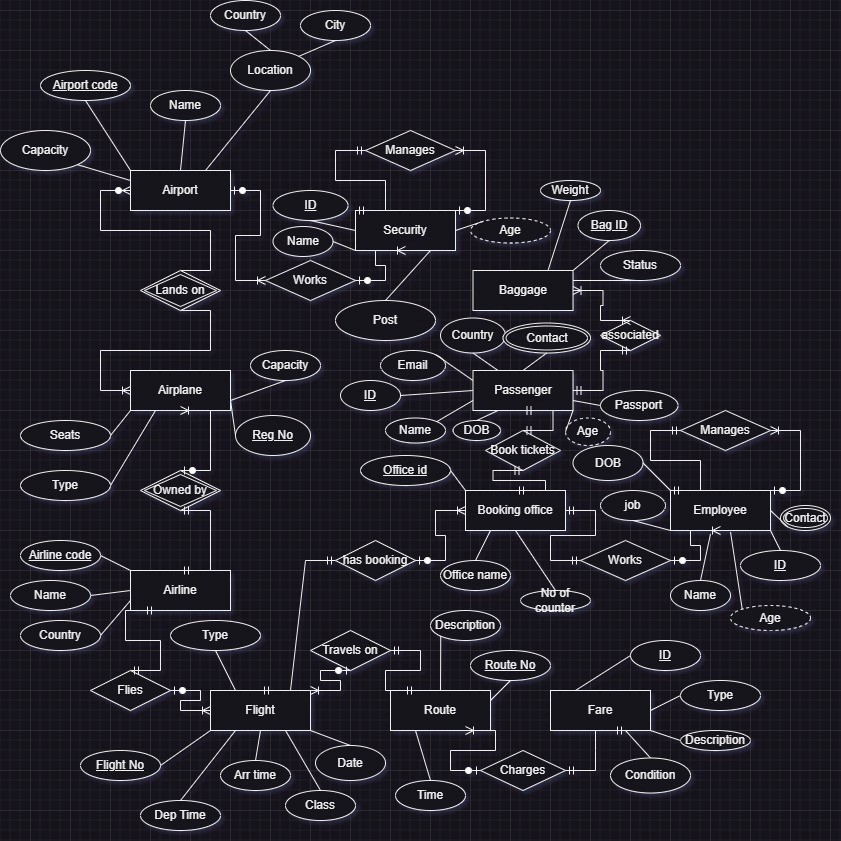 Country
City
Location
Airport code
Name
Capacity
Manages
Airport
Weight
ID
Bag ID
Security
Age
Name
Status
Works
Lands on
Baggage
Post
Country
Contact
associated
Email
Capacity
Airplane
ID
Passenger
Passport
Seats
Reg No
Name
DOB
Age
Manages
Book tickets
DOB
Office id
Type
Owned by
job
Booking office
Employee
Contact
Airline code
has booking
Works
ID
Office name
Name
Airline
Name
No of
counter
Age
Country
Type
Description
Travels on
Route No
ID
Flies
Flight
Route
Fare
Type
Description
Flight No
Arr time
Date
Charges
Condition
Dep Time
Class
Time